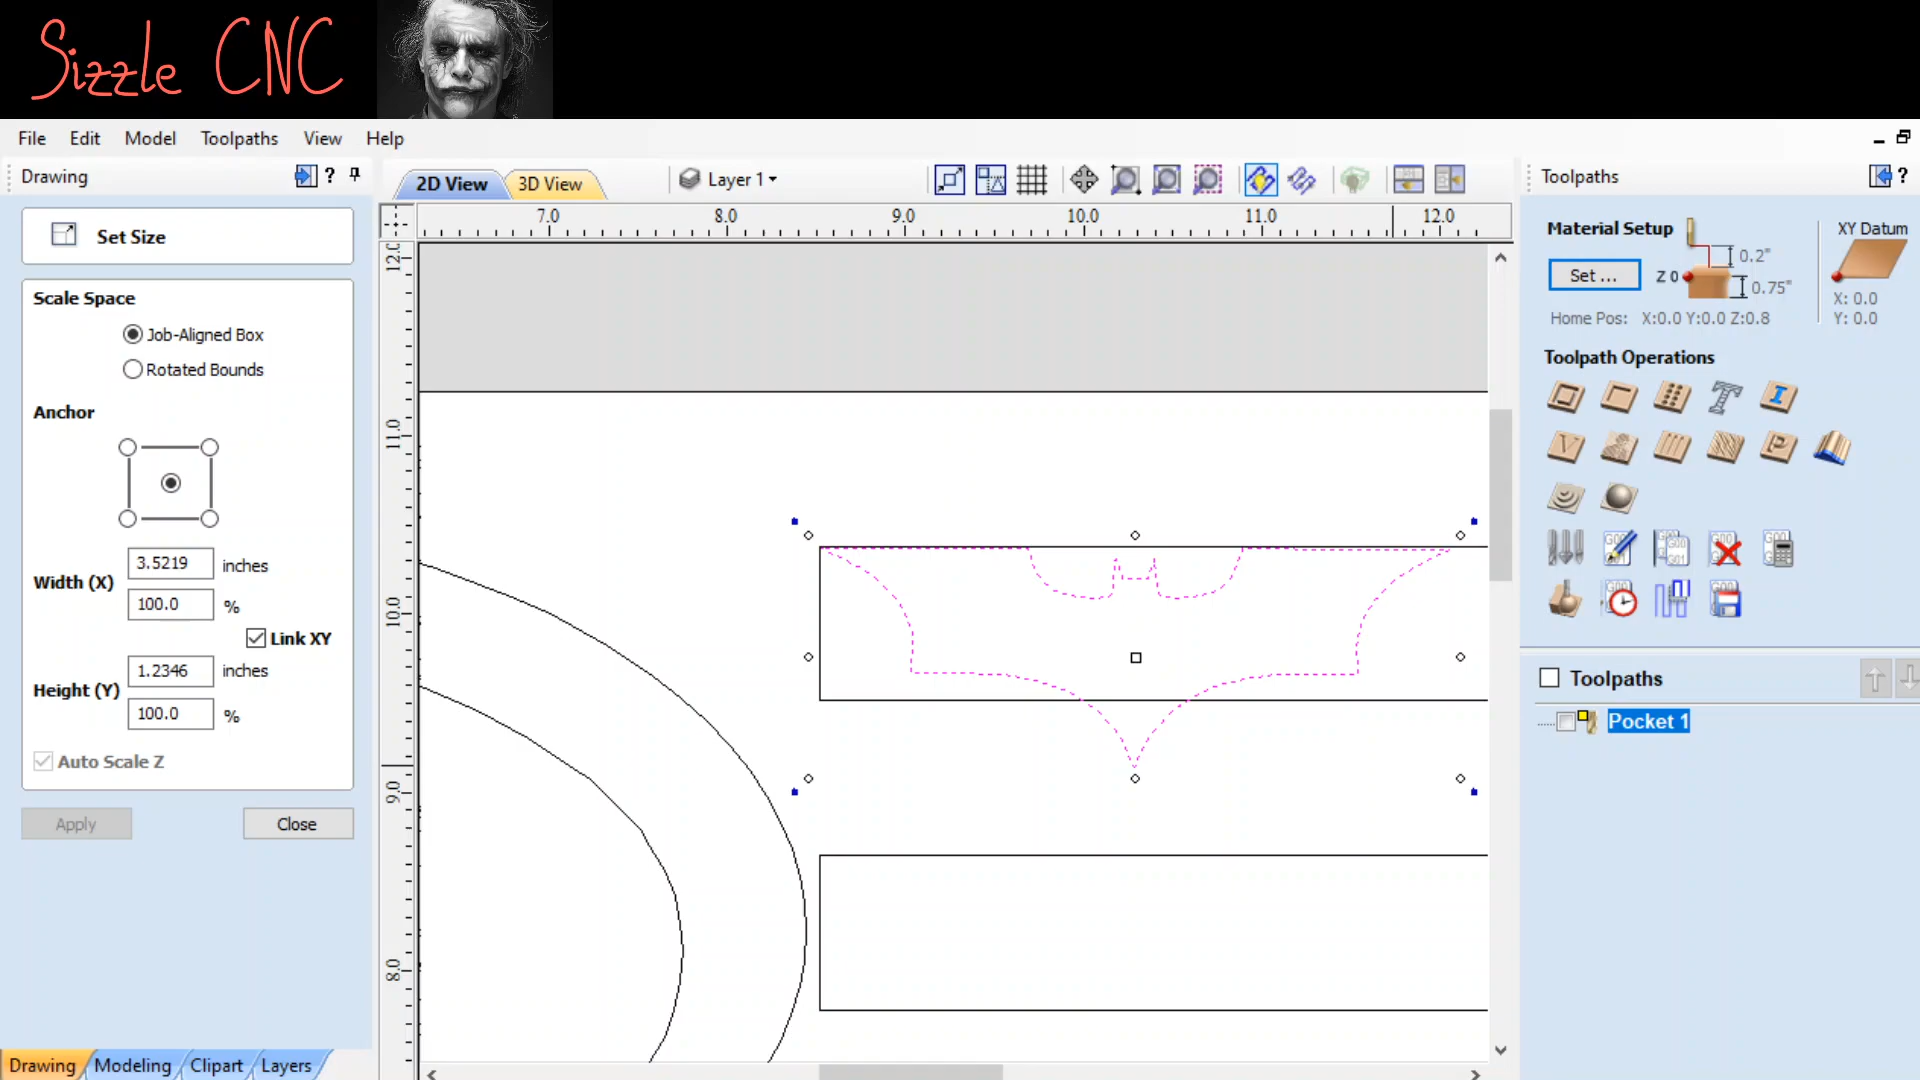 Sizzle CNC
File Edit Model Toolpaths View Help
Drawing ?
2D View 3D View Layer 1
Toolpaths ?
Set Size
7.0 8.0 9.0 10.0 11.0 12.0
12.0
11.0
10.0
9.0
8.0
Scale Space
Job-Aligned Box
Rotated Bounds
Anchor
Width (X) 3.5219 inches
100.0 %
Link XY
Height (Y) 1.2346 inches
100.0 %
Auto Scale Z
Apply Close
Drawing Modeling Clipart Layers
Material Setup
Set ...
Z 0
0.2"
0.75"
XY Datum
X: 0.0
Y: 0.0
Home Pos: X:0.0 Y:0.0 Z:0.8
Toolpath Operations
Toolpaths
Pocket 1